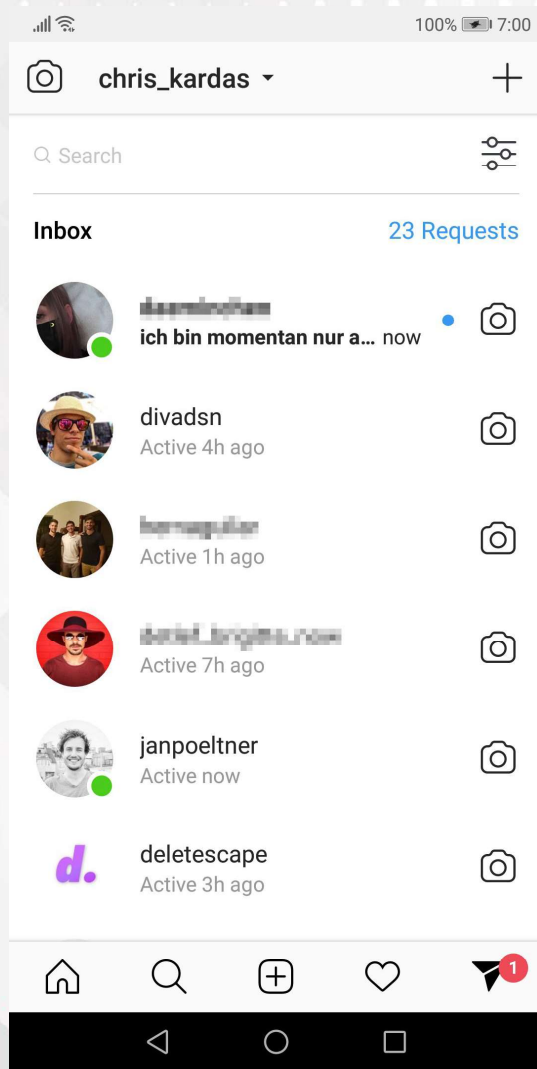 100% 7:00
chris_kardas
Search
Inbox 23 Requests
ich bin momentan nur a... now
divadsn
Active 4h ago
Active 1h ago
Active 7h ago
janpoeltner
Active now
d.
deletescape
Active 3h ago
1